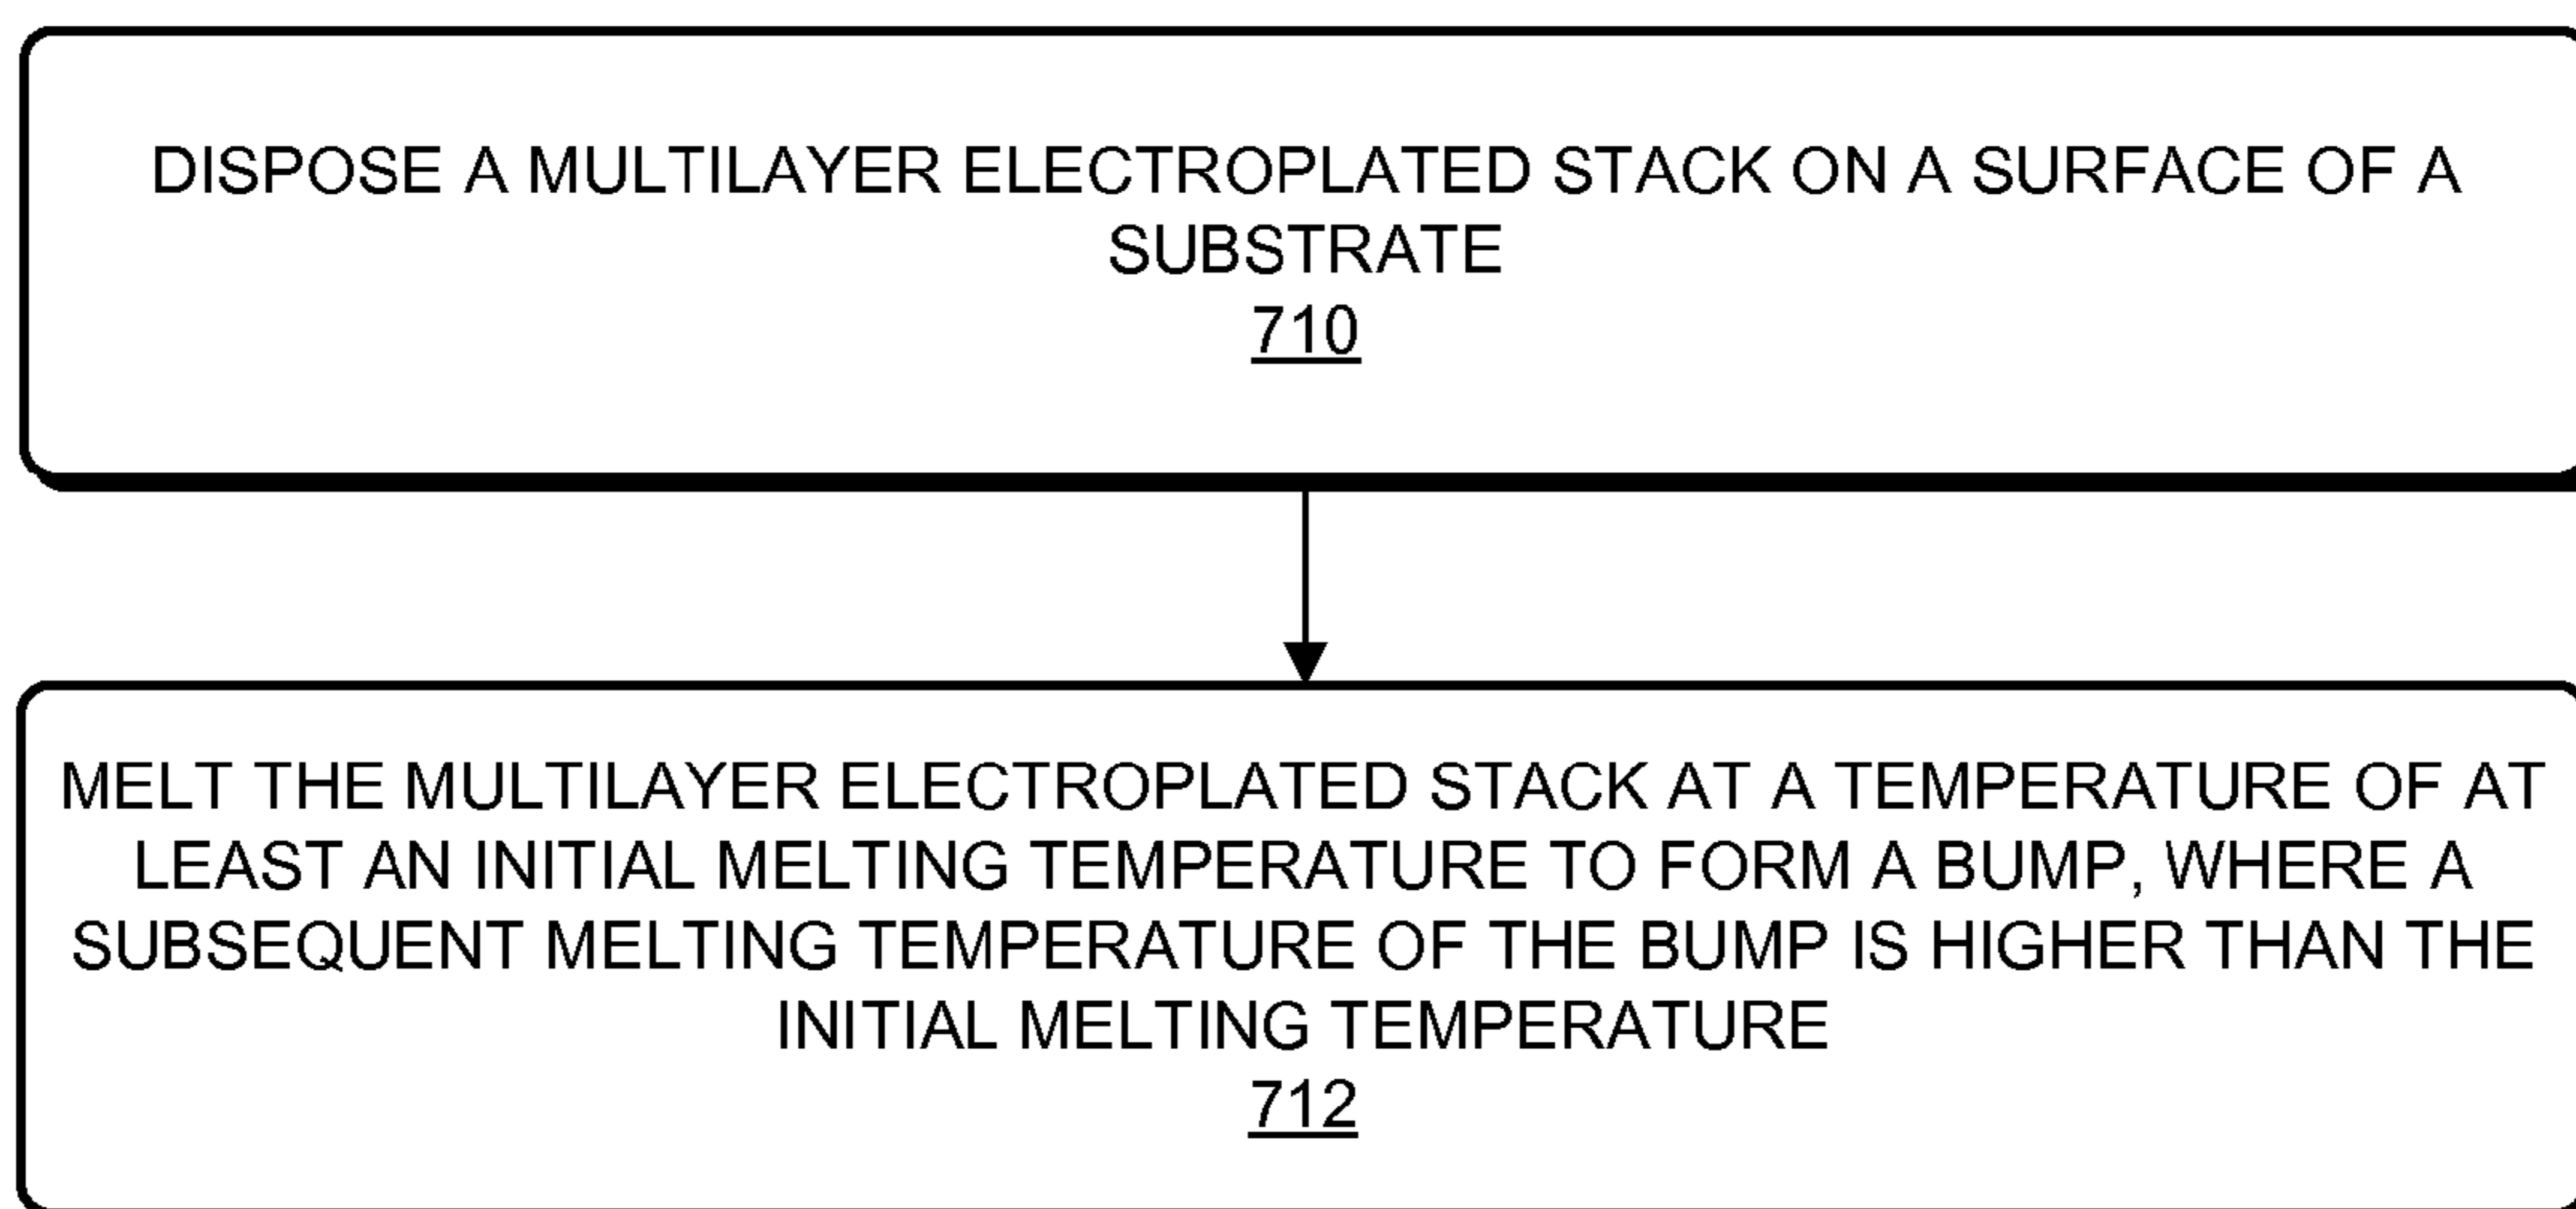 DISPOSE A MULTILAYER ELECTROPLATED STACK ON A SURFACE OF A
SUBSTRATE
710
MELT THE MULTILAYER ELECTROPLATED STACK AT A TEMPERATURE OF AT
LEAST AN INITIAL MELTING TEMPERATURE TO FORM A BUMP, WHERE A
SUBSEQUENT MELTING TEMPERATURE OF THE BUMP IS HIGHER THAN THE
INITIAL MELTING TEMPERATURE
712